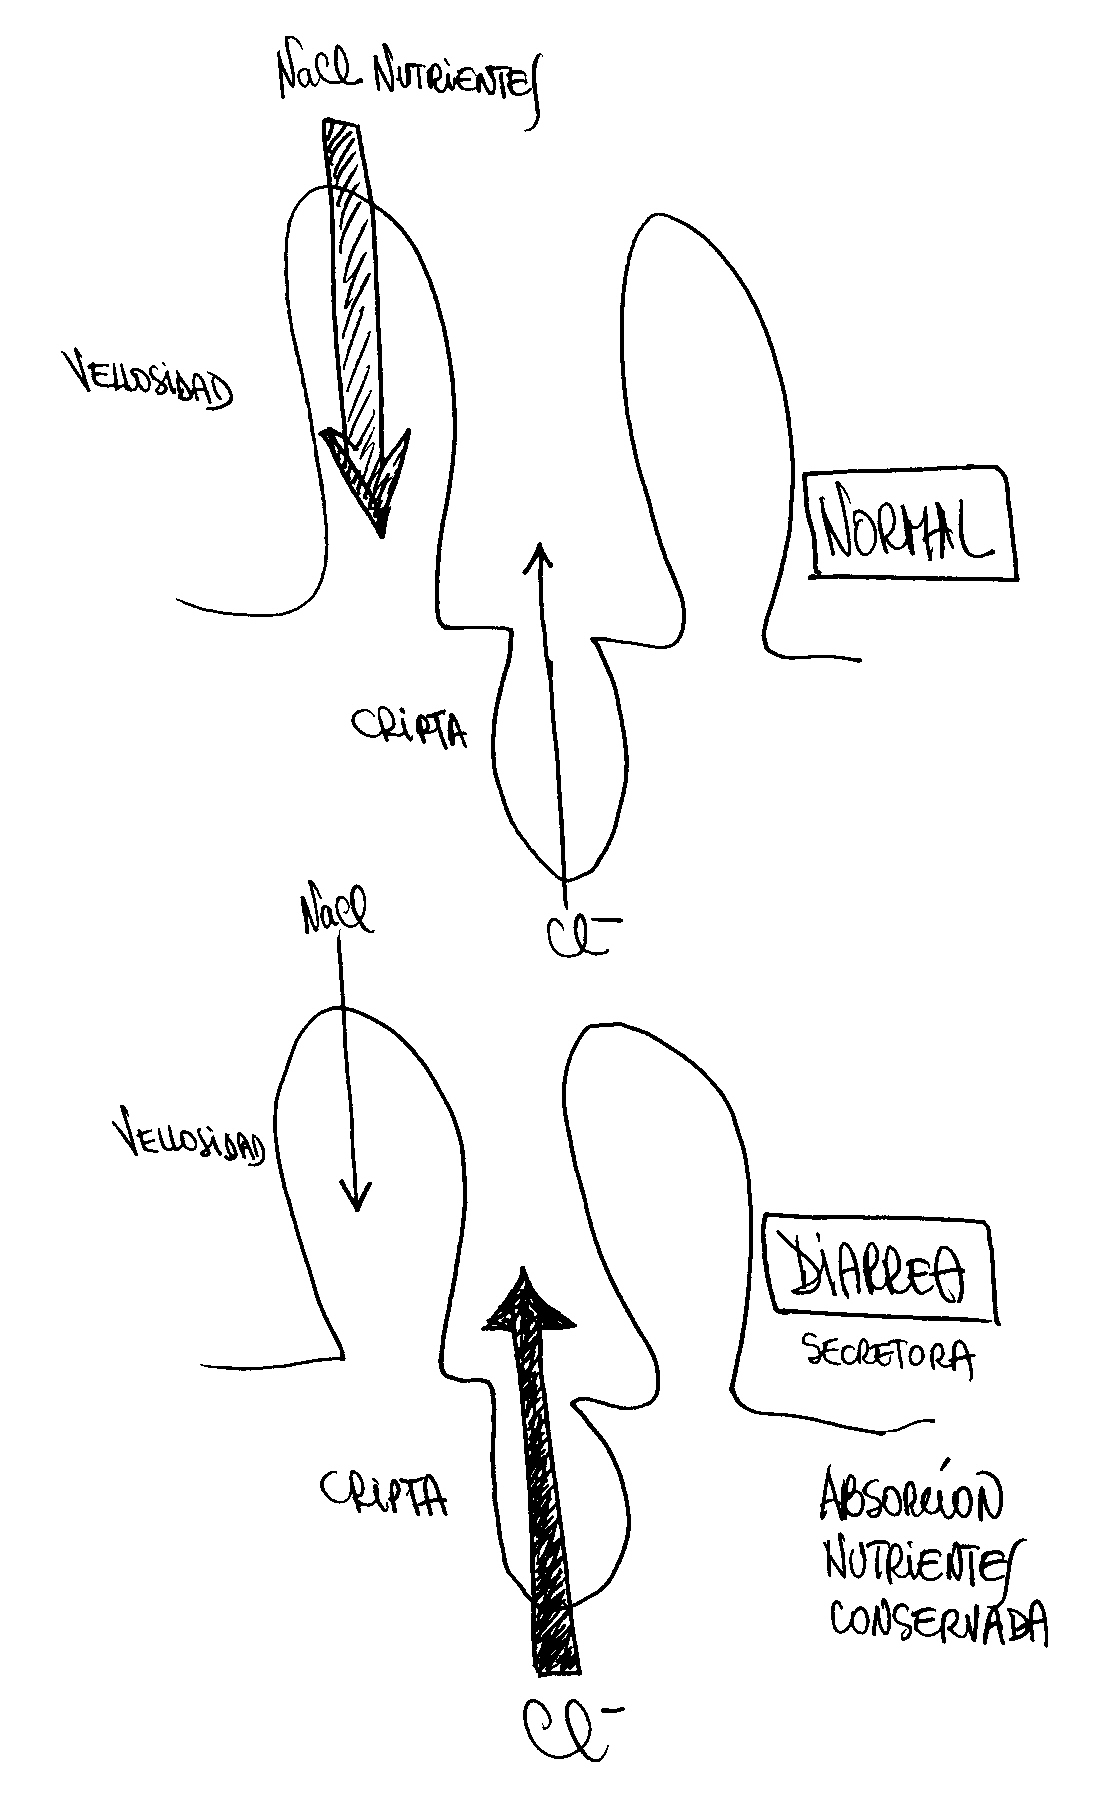 NaCl NUTRIENTES
VELLOSIDAD
NORMAL
CRIPTA
Cl⁻
NaCl
VELLOSIDAD
DIARREA
SECRETORA
CRIPTA
ABSORCIÓN
NUTRIENTES
CONSERVADA
Cl⁻